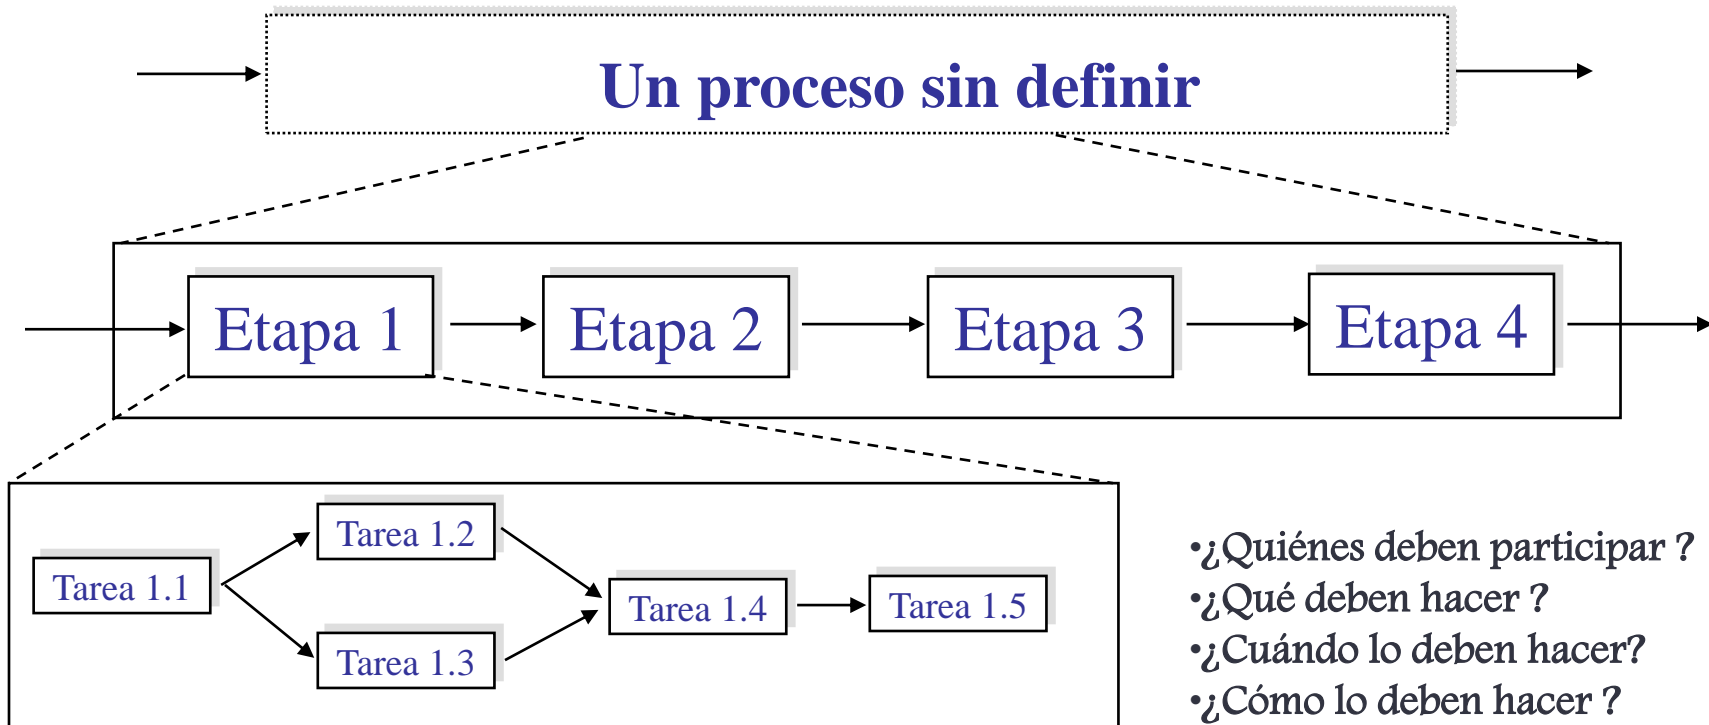 Un proceso sin definir
Etapa 1
Etapa 2
Etapa 3
Etapa 4
Tarea 1.1
Tarea 1.2
Tarea 1.3
Tarea 1.4
Tarea 1.5
•¿Quiénes deben participar ?
•¿Qué deben hacer ?
•¿Cuándo lo deben hacer?
•¿Cómo lo deben hacer ?